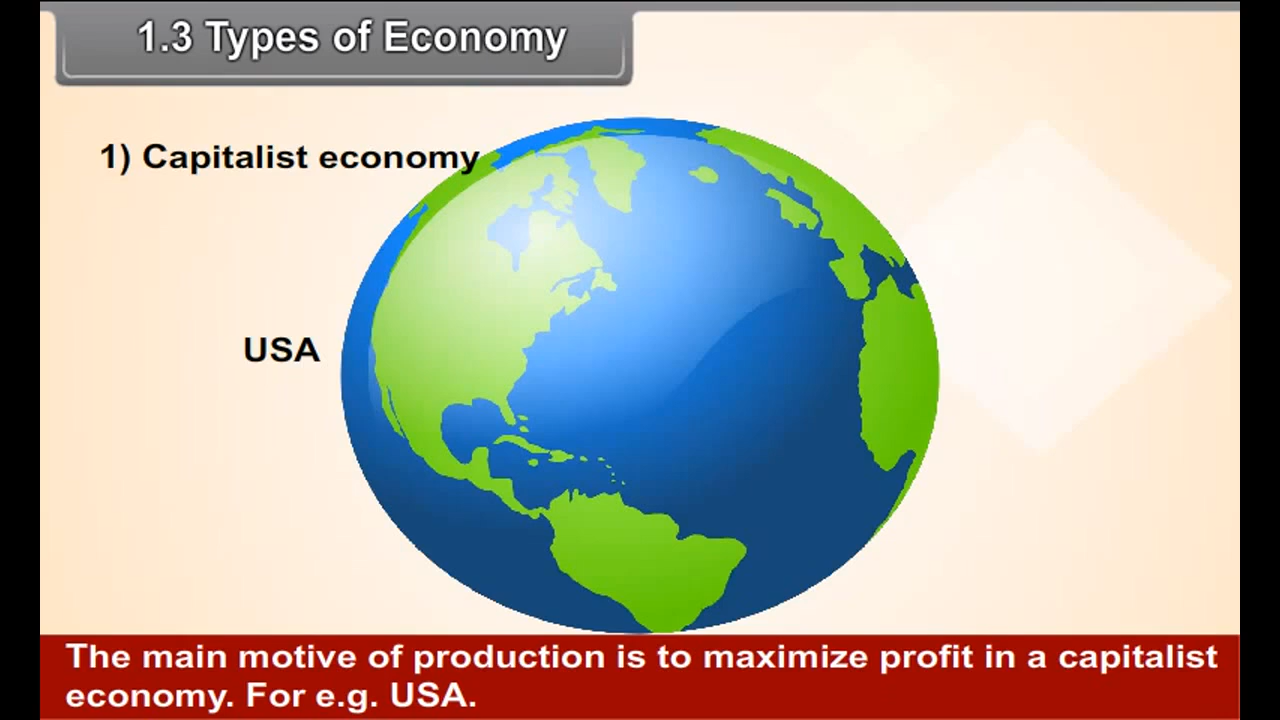 1.3 Types of Economy
1) Capitalist economy
USA
The main motive of production is to maximize profit in a capitalist
economy. For e.g. USA.